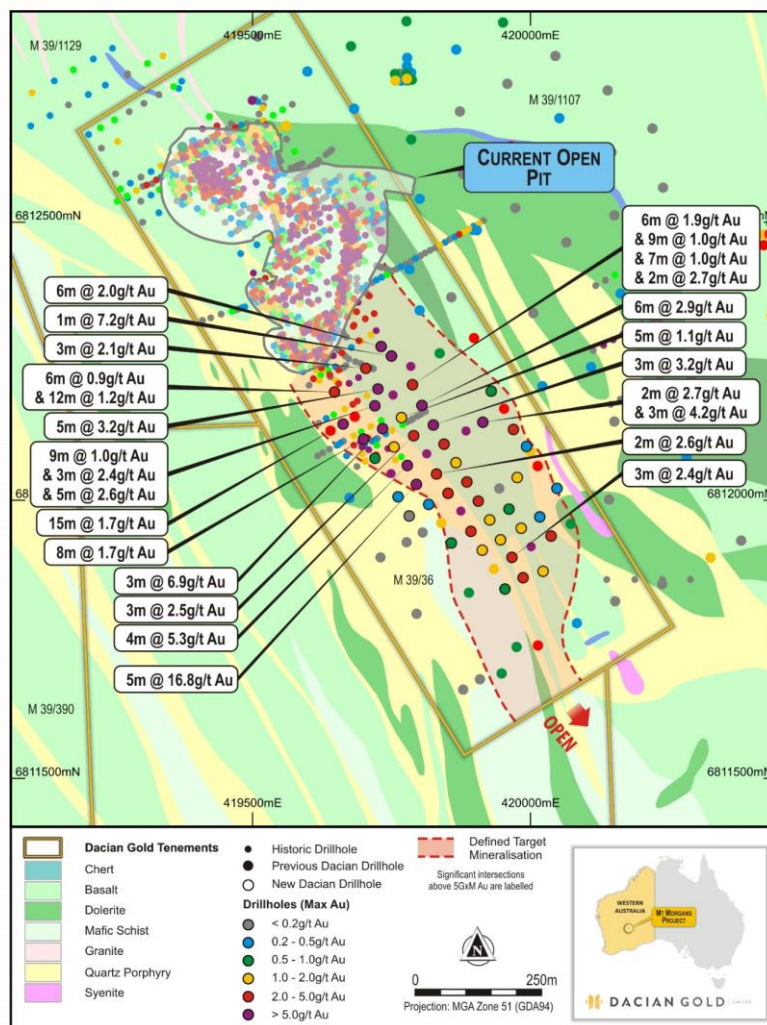 419500mE
420000mE
M 39/1129
M 39/1107
CURRENT OPEN
PIT
6812500mN
6812500mN
6m @ 1.9g/t Au
& 9m @ 1.0g/t Au
& 7m @ 1.0g/t Au
& 2m @ 2.7g/t Au
6m @ 2.0g/t Au
1m @ 7.2g/t Au
3m @ 2.1g/t Au
6m @ 0.9g/t Au
& 12m @ 1.2g/t Au
5m @ 3.2g/t Au
9m @ 1.0g/t Au
& 3m @ 2.4g/t Au
& 5m @ 2.6g/t Au
15m @ 1.7g/t Au
8m @ 1.7g/t Au
3m @ 6.9g/t Au
3m @ 2.5g/t Au
4m @ 5.3g/t Au
5m @ 16.8g/t Au
6m @ 2.9g/t Au
5m @ 1.1g/t Au
3m @ 3.2g/t Au
2m @ 2.7g/t Au
& 3m @ 4.2g/t Au
2m @ 2.6g/t Au
3m @ 2.4g/t Au
6812000mN
6812000mN
M 39/36
M 39/390
OPEN
6811500mN
6811500mN
419500mE
420000mE
Dacian Gold Tenements
Chert
Basalt
Dolerite
Mafic Schist
Granite
Quartz Porphyry
Syenite
Historic Drillhole
Previous Dacian Drillhole
New Dacian Drillhole
Drillholes (Max Au)
< 0.2g/t Au
0.2 - 0.5g/t Au
0.5 - 1.0g/t Au
1.0 - 2.0g/t Au
2.0 - 5.0g/t Au
> 5.0g/t Au
Defined Target
Mineralisation
Significant intersections
above 5GxM Au are labelled
N
0 250m
Projection: MGA Zone 51 (GDA94)
WESTERN
AUSTRALIA
MT MORGANS
PROJECT
DACIAN GOLD LIMITED